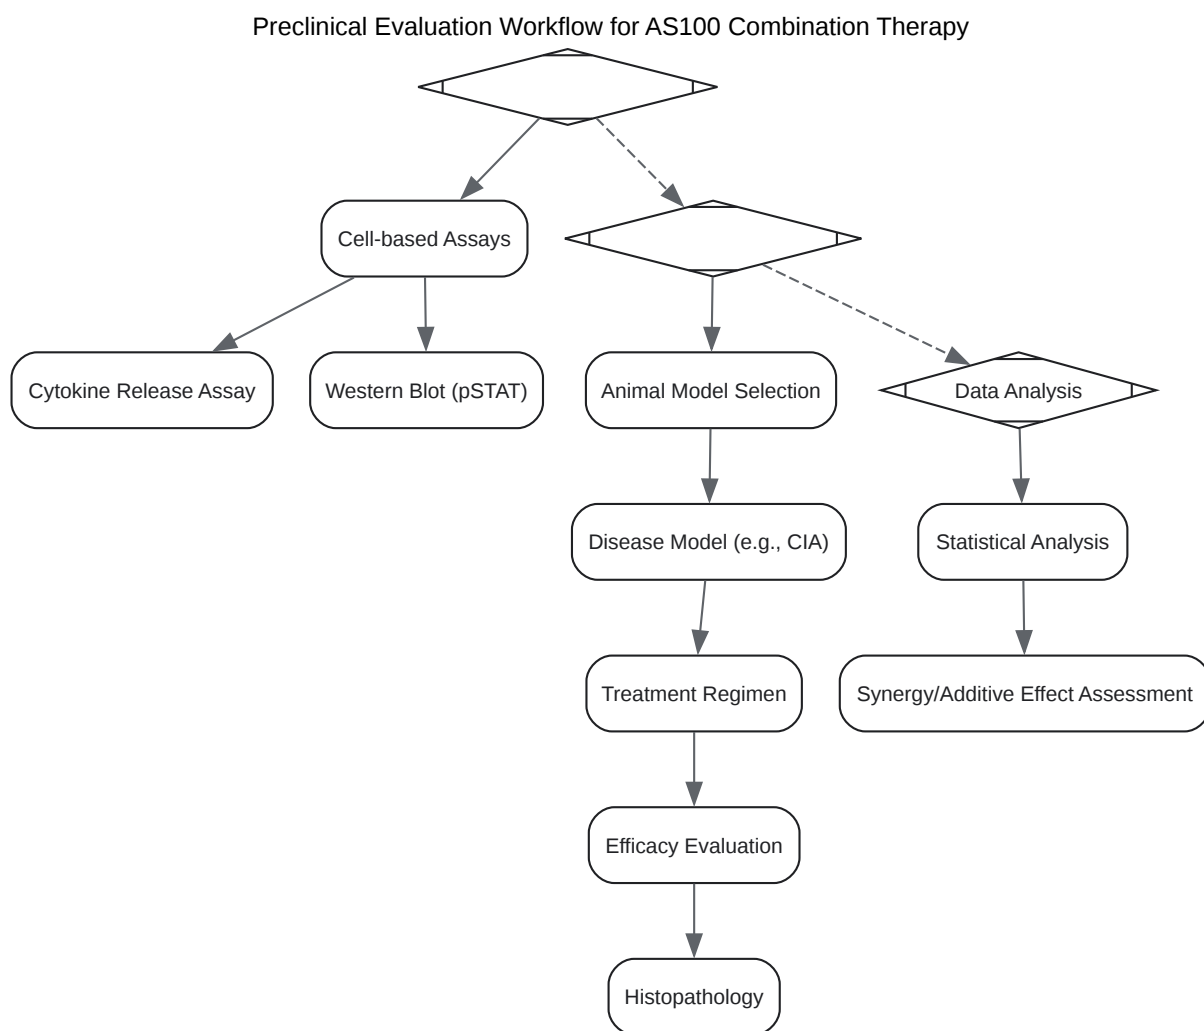 Preclinical Evaluation Workflow for AS100 Combination Therapy
Cell-based Assays
Cytokine Release Assay
Western Blot (pSTAT)
Animal Model Selection
Data Analysis
Disease Model (e.g., CIA)
Statistical Analysis
Treatment Regimen
Synergy/Additive Effect Assessment
Efficacy Evaluation
Histopathology